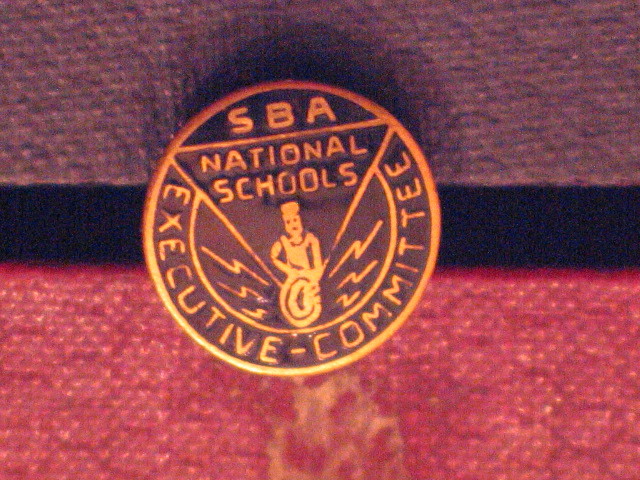 SBA
NATIONAL
SCHOOLS
EXECUTIVE-COMMITTEE